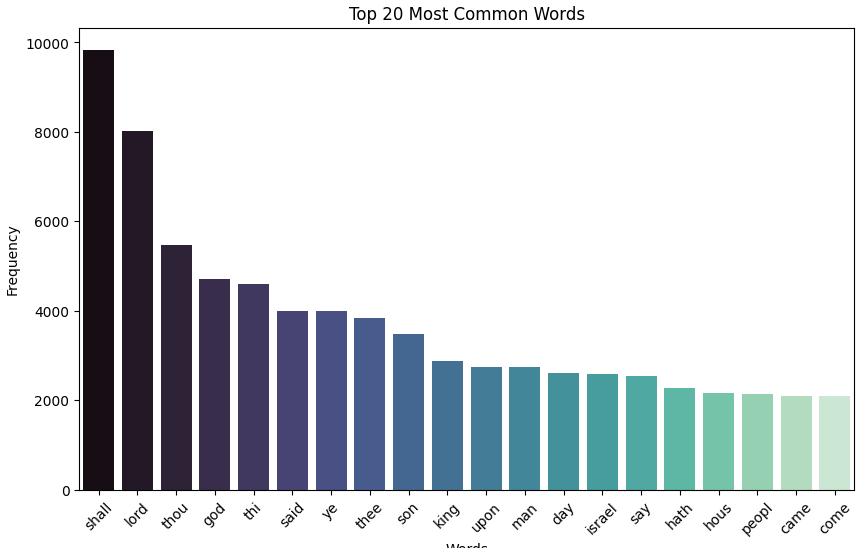 Top 20 Most Common Words
Frequency
10000
8000
6000
4000
2000
0
shall lord thou god thi said ye thee son king upon man day israel say hath hous peopl came come
Words